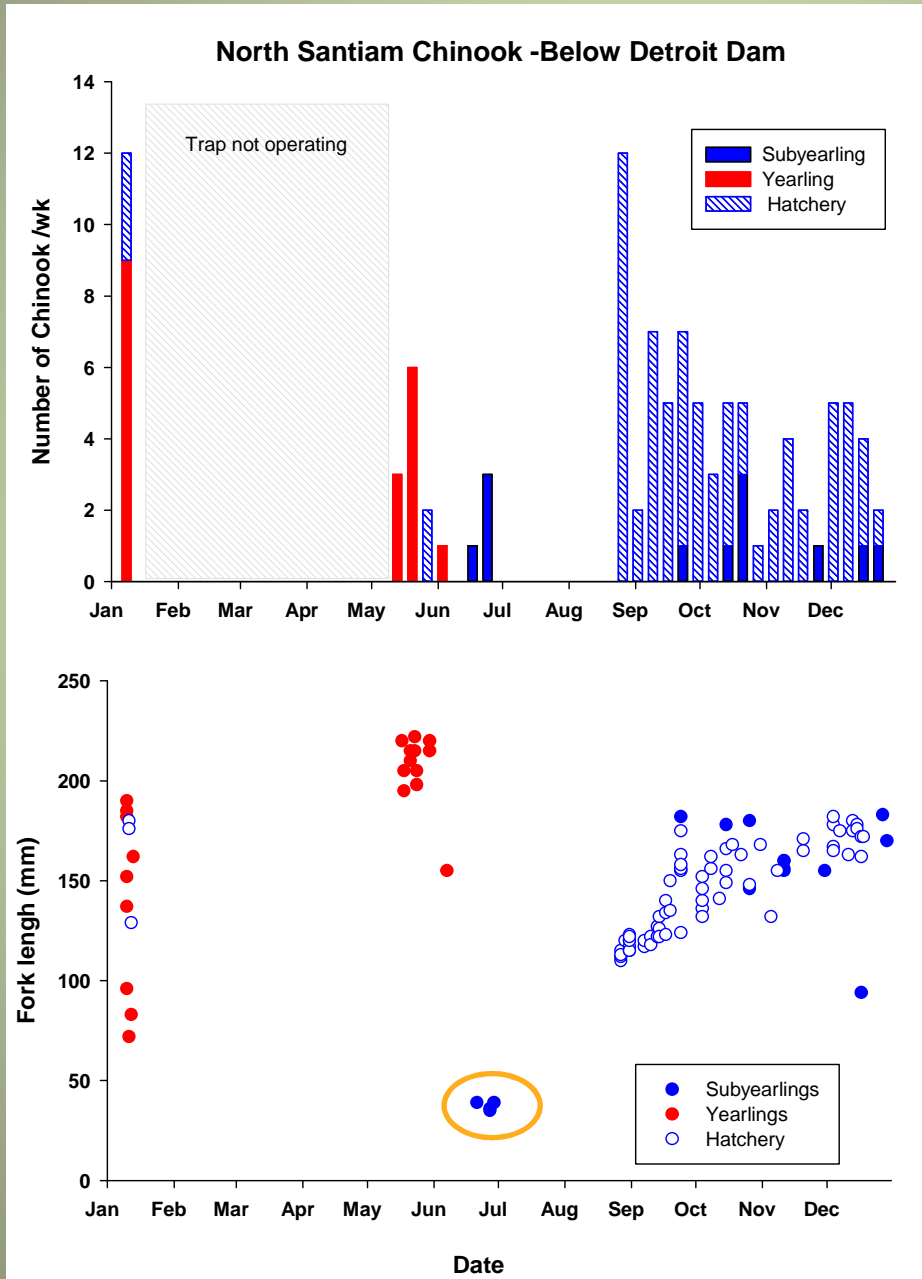 North Santiam Chinook -Below Detroit Dam
Number of Chinook /wk
14
12
10
8
6
4
2
0
Trap not operating
Subyearling
Yearling
Hatchery
Jan Feb Mar Apr May Jun Jul Aug Sep Oct Nov Dec
Fork lengh (mm)
250
200
150
100
50
0
Subyearlings
Yearlings
Hatchery
Jan Feb Mar Apr May Jun Jul Aug Sep Oct Nov Dec
Date